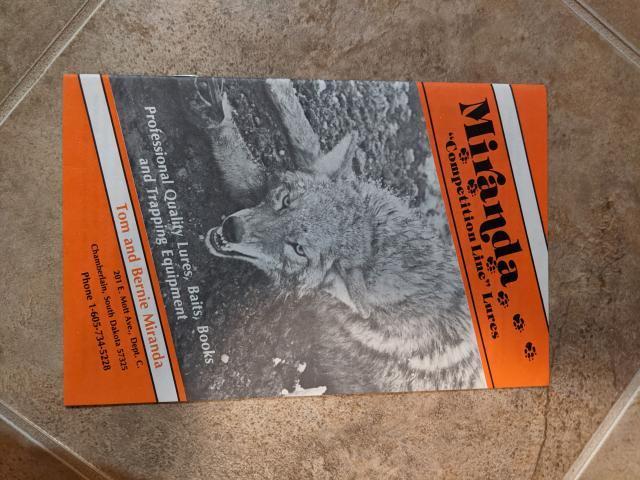 Miranda
"Competition Line" Lures
Professional Quality Lures, Baits, Books
and Trapping Equipment
Tom and Bernie Miranda
201 E. Mott Ave., Dept. C.
Chamberlain, South Dakota 57325
Phone 1-605-734-5228